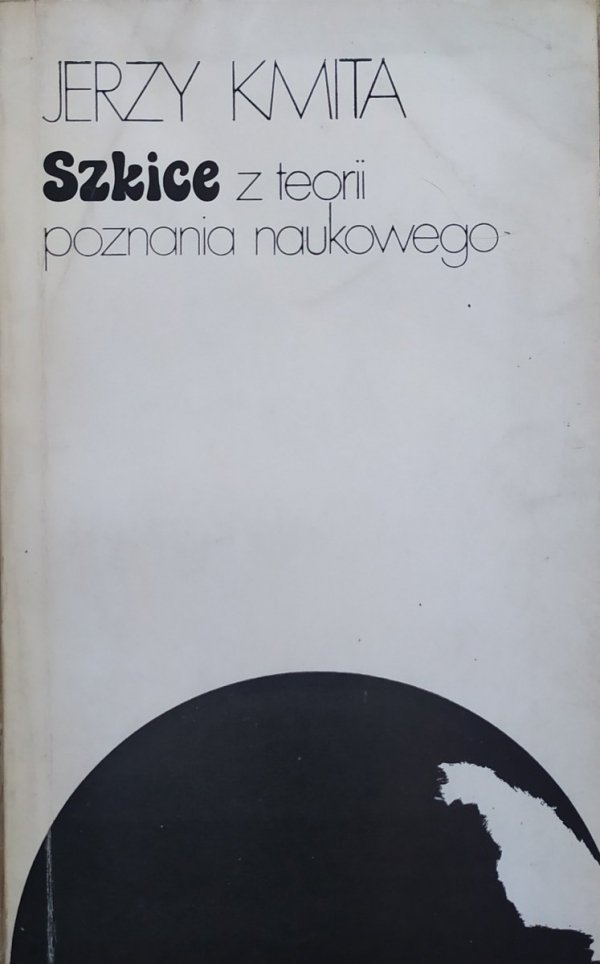 JERZY KMITA
Szkice z teorii
poznania naukowego